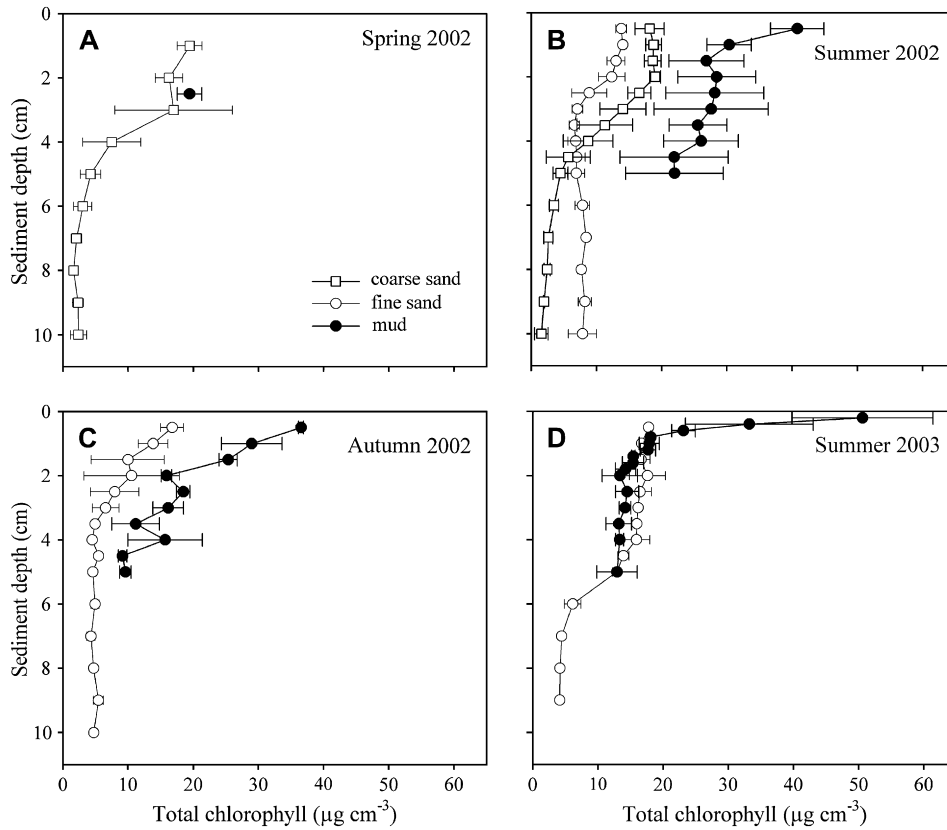 A
Spring 2002
B
Summer 2002
0
2
4
6
8
10
Sediment depth (cm)
coarse sand
fine sand
mud
C
Autumn 2002
D
Summer 2003
0
2
4
6
8
10
Sediment depth (cm)
0 10 20 30 40 50 60
0 10 20 30 40 50 60
Total chlorophyll (µg cm⁻³)
Total chlorophyll (µg cm⁻³)